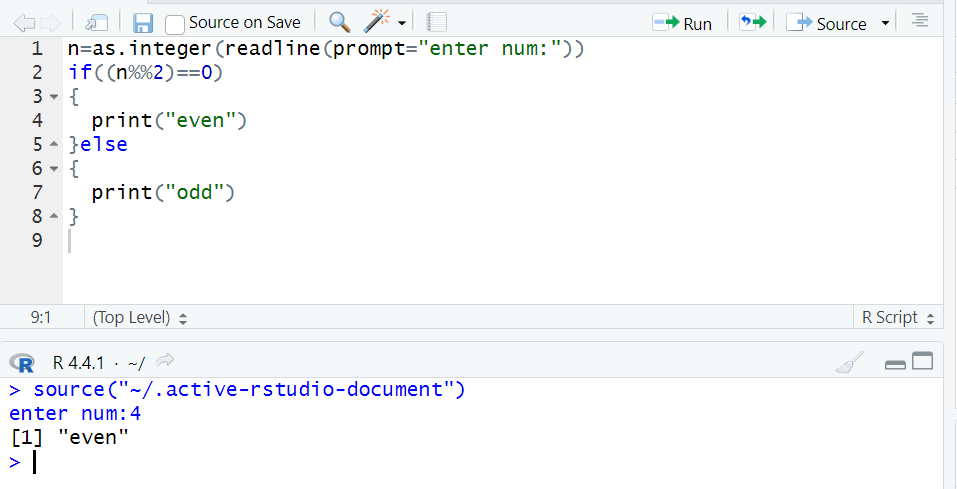 Source on Save Run Source
1 n=as.integer(readline(prompt="enter num:"))
2 if((n%%2)==0)
3 {
4   print("even")
5 }else
6 {
7   print("odd")
8 }
9
9:1 (Top Level) R Script
R R 4.4.1 · ~/
> source("~/.active-rstudio-document")
enter num:4
[1] "even"
>